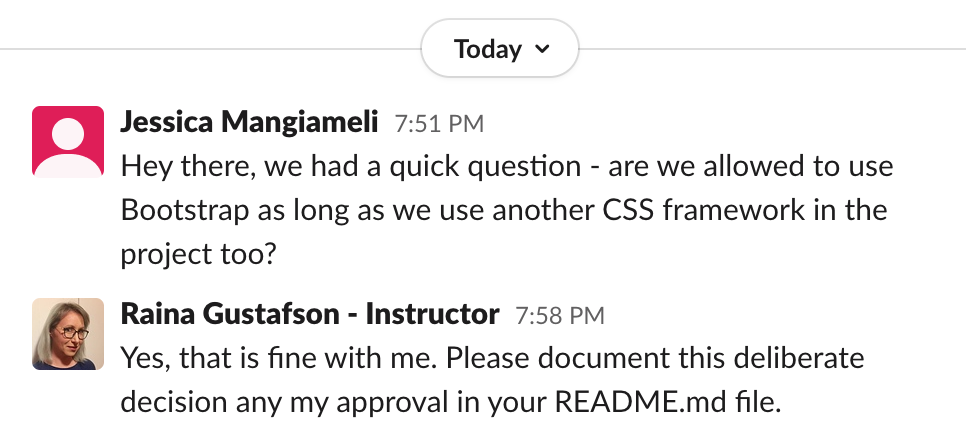 Today
Jessica Mangiameli 7:51 PM
Hey there, we had a quick question - are we allowed to use
Bootstrap as long as we use another CSS framework in the
project too?
Raina Gustafson - Instructor 7:58 PM
Yes, that is fine with me. Please document this deliberate
decision any my approval in your README.md file.